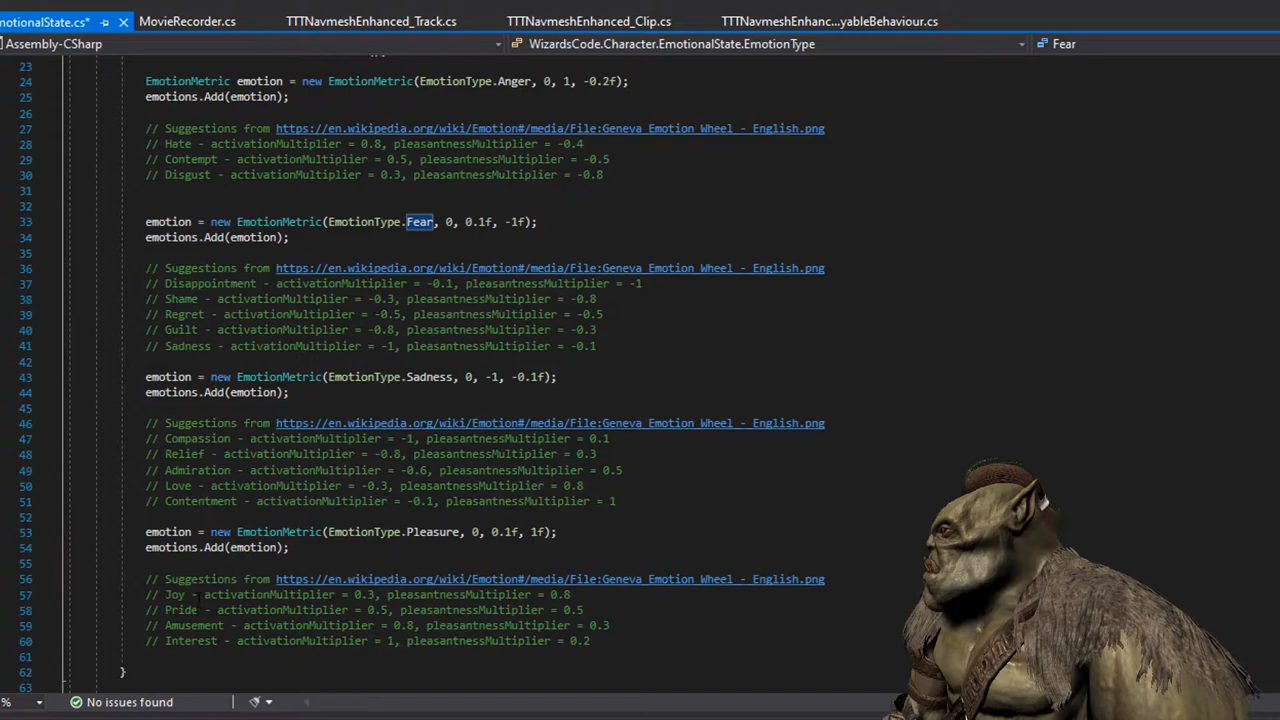 motionalState.cs*
MovieRecorder.cs
TTTNavmeshEnhanced_Track.cs
TTTNavmeshEnhanced_Clip.cs
TTTNavmeshEnhanc...yableBehaviour.cs
Assembly-CSharp
WizardsCode.Character.EmotionalState.EmotionType
Fear
23
24 EmotionMetric emotion = new EmotionMetric(EmotionType.Anger, 0, 1, -0.2f);
25 emotions.Add(emotion);
26
27 // Suggestions from https://en.wikipedia.org/wiki/Emotion#/media/File:Geneva_Emotion_Wheel_-_English.png
28 // Hate - activationMultiplier = 0.8, pleasantnessMultiplier = -0.4
29 // Contempt - activationMultiplier = 0.5, pleasantnessMultiplier = -0.5
30 // Disgust - activationMultiplier = 0.3, pleasantnessMultiplier = -0.8
31
32
33 emotion = new EmotionMetric(EmotionType.Fear, 0, 0.1f, -1f);
34 emotions.Add(emotion);
35
36 // Suggestions from https://en.wikipedia.org/wiki/Emotion#/media/File:Geneva_Emotion_Wheel_-_English.png
37 // Disappointment - activationMultiplier = -0.1, pleasantnessMultiplier = -1
38 // Shame - activationMultiplier = -0.3, pleasantnessMultiplier = -0.8
39 // Regret - activationMultiplier = -0.5, pleasantnessMultiplier = -0.5
40 // Guilt - activationMultiplier = -0.8, pleasantnessMultiplier = -0.3
41 // Sadness - activationMultiplier = -1, pleasantnessMultiplier = -0.1
42
43 emotion = new EmotionMetric(EmotionType.Sadness, 0, -1, -0.1f);
44 emotions.Add(emotion);
45
46 // Suggestions from https://en.wikipedia.org/wiki/Emotion#/media/File:Geneva_Emotion_Wheel_-_English.png
47 // Compassion - activationMultiplier = -1, pleasantnessMultiplier = 0.1
48 // Relief - activationMultiplier = -0.8, pleasantnessMultiplier = 0.3
49 // Admiration - activationMultiplier = -0.6, pleasantnessMultiplier = 0.5
50 // Love - activationMultiplier = -0.3, pleasantnessMultiplier = 0.8
51 // Contentment - activationMultiplier = -0.1, pleasantnessMultiplier = 1
52
53 emotion = new EmotionMetric(EmotionType.Pleasure, 0, 0.1f, 1f);
54 emotions.Add(emotion);
55
56 // Suggestions from https://en.wikipedia.org/wiki/Emotion#/media/File:Geneva_Emotion_Wheel_-_English.png
57 // Joy - activationMultiplier = 0.3, pleasantnessMultiplier = 0.8
58 // Pride - activationMultiplier = 0.5, pleasantnessMultiplier = 0.5
59 // Amusement - activationMultiplier = 0.8, pleasantnessMultiplier = 0.3
60 // Interest - activationMultiplier = 1, pleasantnessMultiplier = 0.2
61
62 }
63
% No issues found